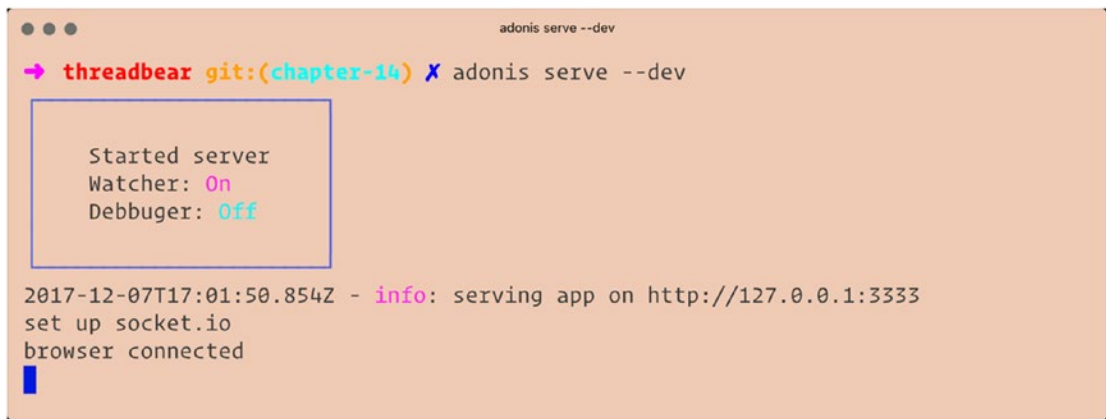 adonis serve --dev
➜ threadbear git:(chapter-14) ✗ adonis serve --dev
Started server
Watcher: On
Debbuger: Off
2017-12-07T17:01:50.854Z - info: serving app on http://127.0.0.1:3333
set up socket.io
browser connected